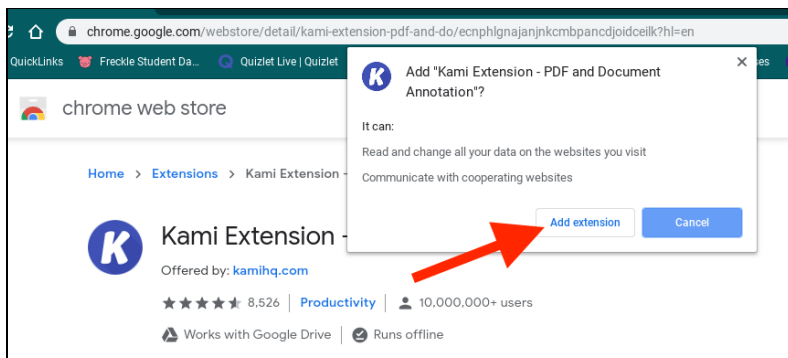 chrome.google.com/webstore/detail/kami-extension-pdf-and-do/ecnphlgnajanjnkcmbpancdjoidceilk?hl=en
QuickLinks Freckle Student Da... Quizlet Live | Quizlet
Add "Kami Extension - PDF and Document
Annotation"?
It can:
Read and change all your data on the websites you visit
Communicate with cooperating websites
Add extension Cancel
chrome web store
Home > Extensions > Kami Extension -
K
Kami Extension -
Offered by: kamihq.com
8,526 | Productivity | 10,000,000+ users
Works with Google Drive | Runs offline